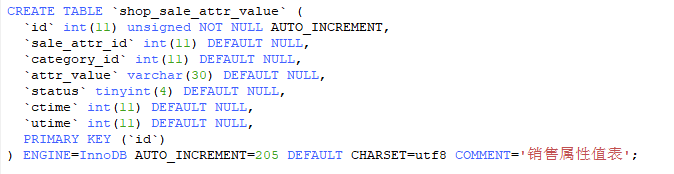 CREATE TABLE `shop_sale_attr_value` (
  `id` int(11) unsigned NOT NULL AUTO_INCREMENT,
  `sale_attr_id` int(11) DEFAULT NULL,
  `category_id` int(11) DEFAULT NULL,
  `attr_value` varchar(30) DEFAULT NULL,
  `status` tinyint(4) DEFAULT NULL,
  `ctime` int(11) DEFAULT NULL,
  `utime` int(11) DEFAULT NULL,
  PRIMARY KEY (`id`)
) ENGINE=InnoDB AUTO_INCREMENT=205 DEFAULT CHARSET=utf8 COMMENT='销售属性值表';